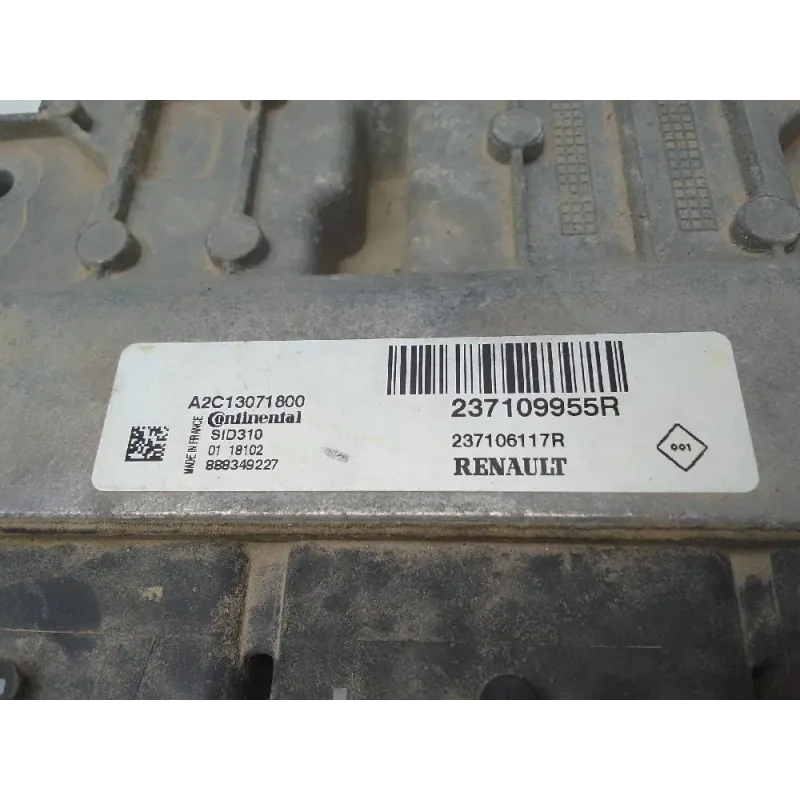 A2C13071800
Continental
SID310
01 18102
888349227
MADE IN FRANCE
237109955R
237106117R
RENAULT
001